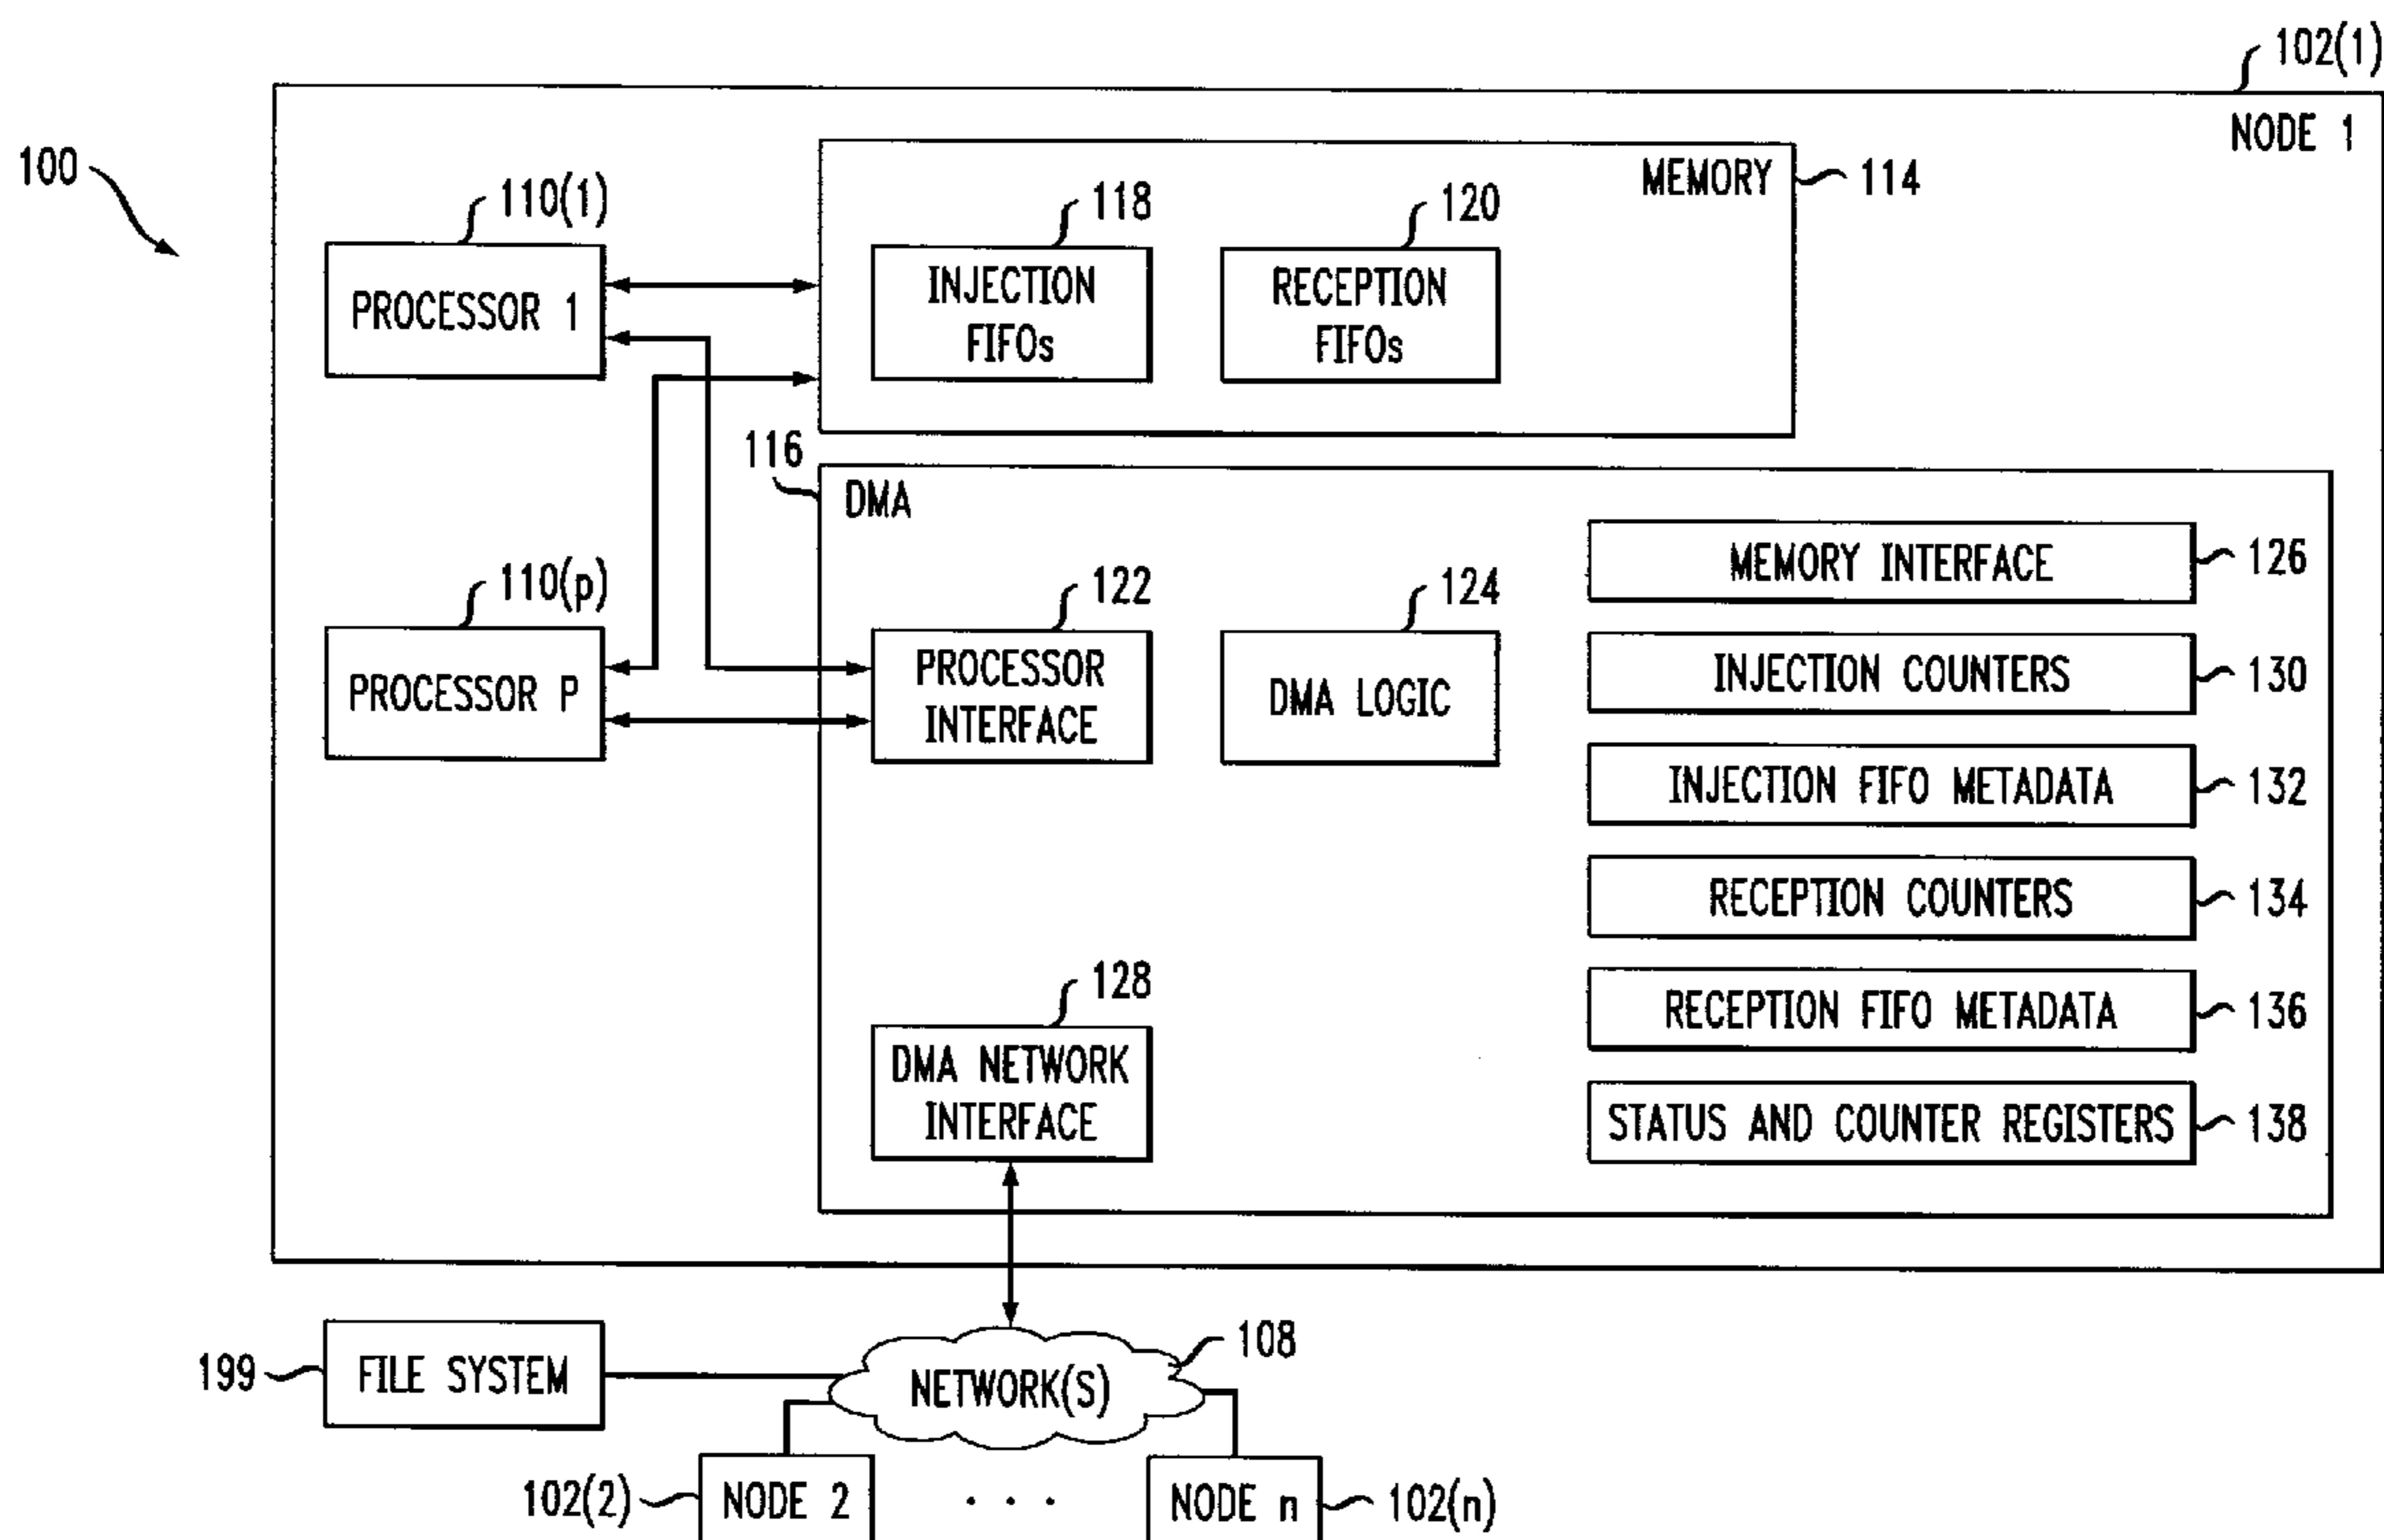 102(1)
NODE 1
100
MEMORY
114
110(1)
118
120
PROCESSOR 1
INJECTION
FIFOs
RECEPTION
FIFOs
116
DMA
MEMORY INTERFACE
126
110(p)
122
124
PROCESSOR P
PROCESSOR
INTERFACE
DMA LOGIC
INJECTION COUNTERS
130
INJECTION FIFO METADATA
132
RECEPTION COUNTERS
134
128
RECEPTION FIFO METADATA
136
DMA NETWORK
INTERFACE
STATUS AND COUNTER REGISTERS
138
108
199
FILE SYSTEM
NETWORK(S)
102(2)
NODE 2
. . .
NODE n
102(n)